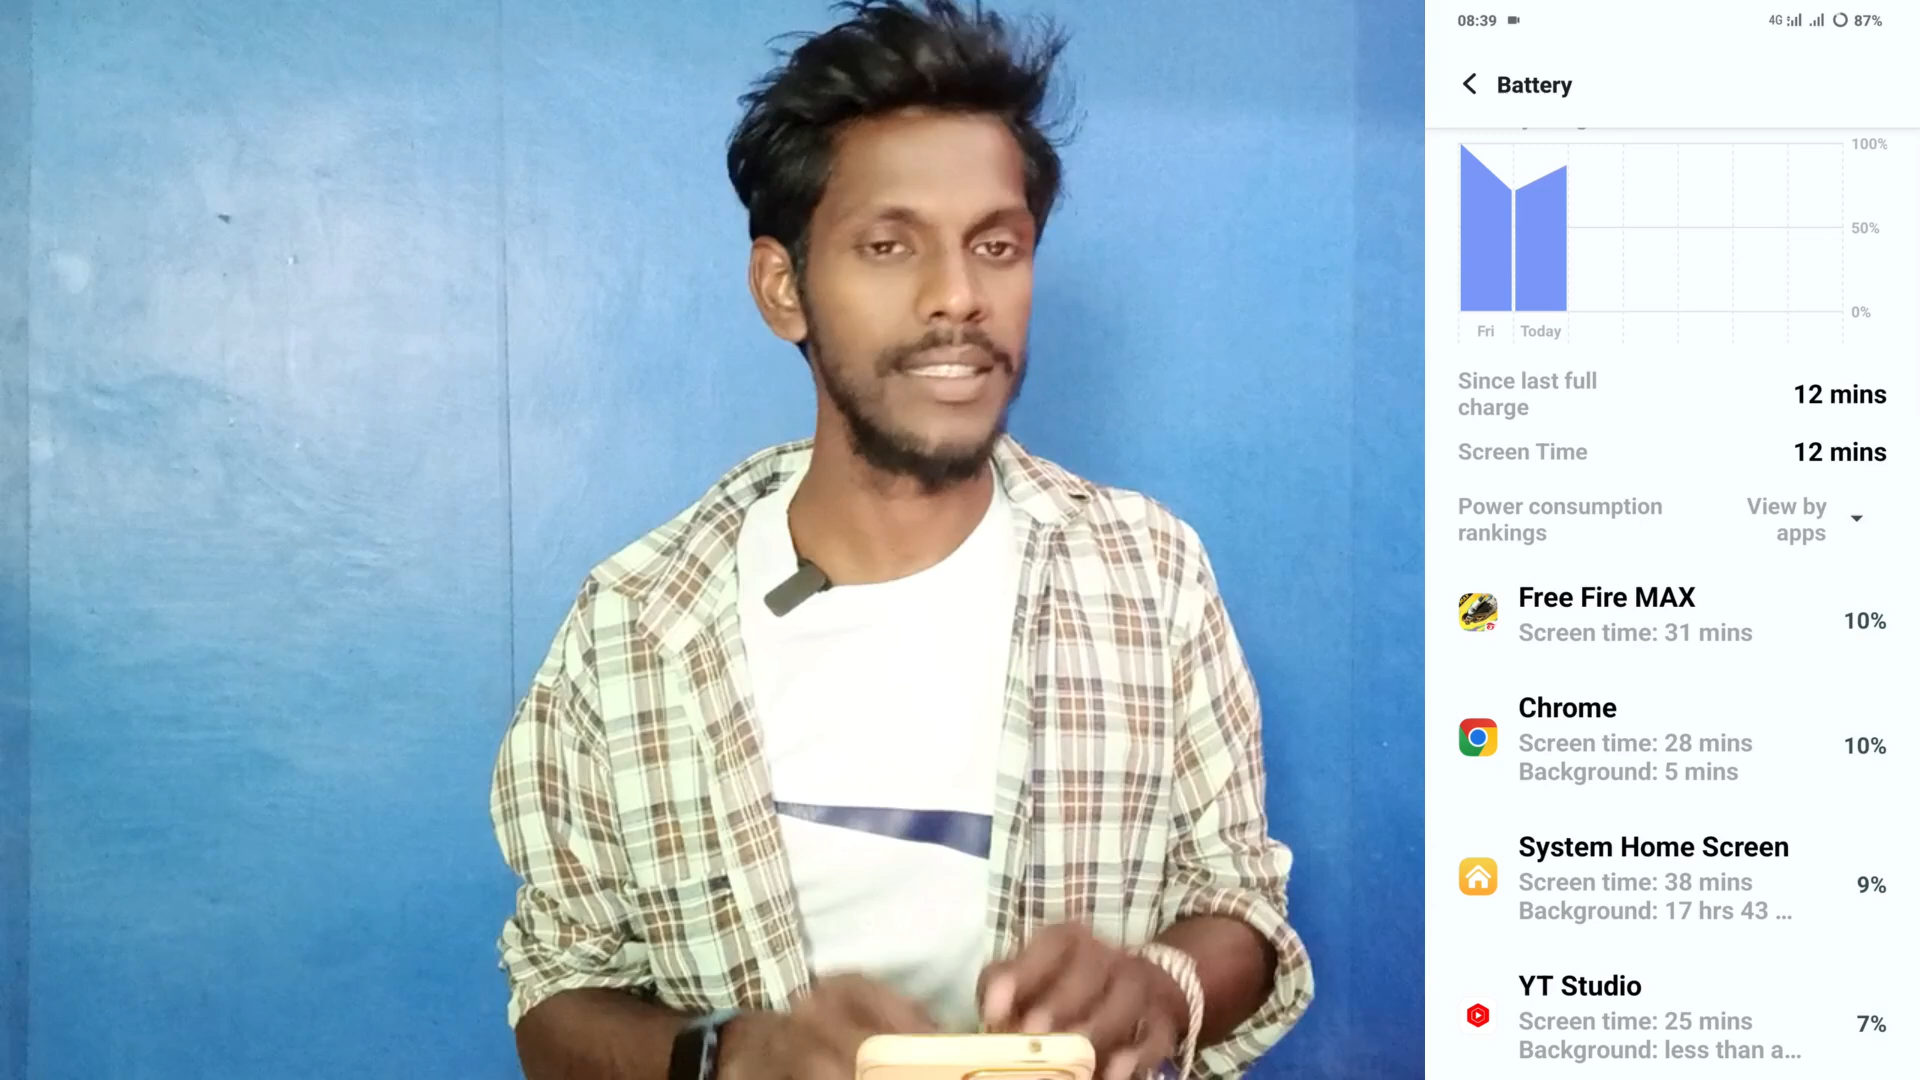 08:39
4G 87%
Battery
100%
50%
0%
Fri Today
Since last full
charge
12 mins
Screen Time
12 mins
Power consumption
rankings
View by
apps
Free Fire MAX
Screen time: 31 mins
10%
Chrome
Screen time: 28 mins
Background: 5 mins
10%
System Home Screen
Screen time: 38 mins
Background: 17 hrs 43 ...
9%
YT Studio
Screen time: 25 mins
Background: less than a...
7%